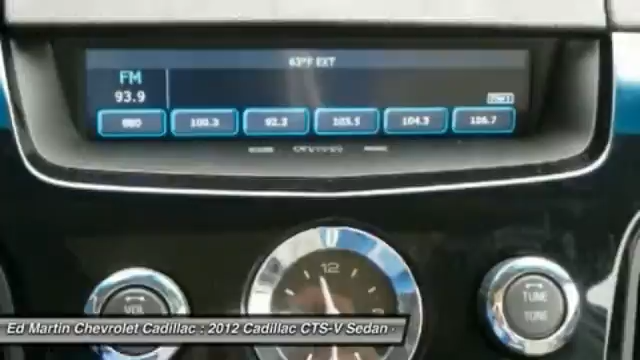 63°F EXT
FM
93.9
100.3
92.3
103.5
104.3
106.7
12
VOL
TUNE
TONE
Ed Martin Chevrolet Cadillac : 2012 Cadillac CTS-V Sedan